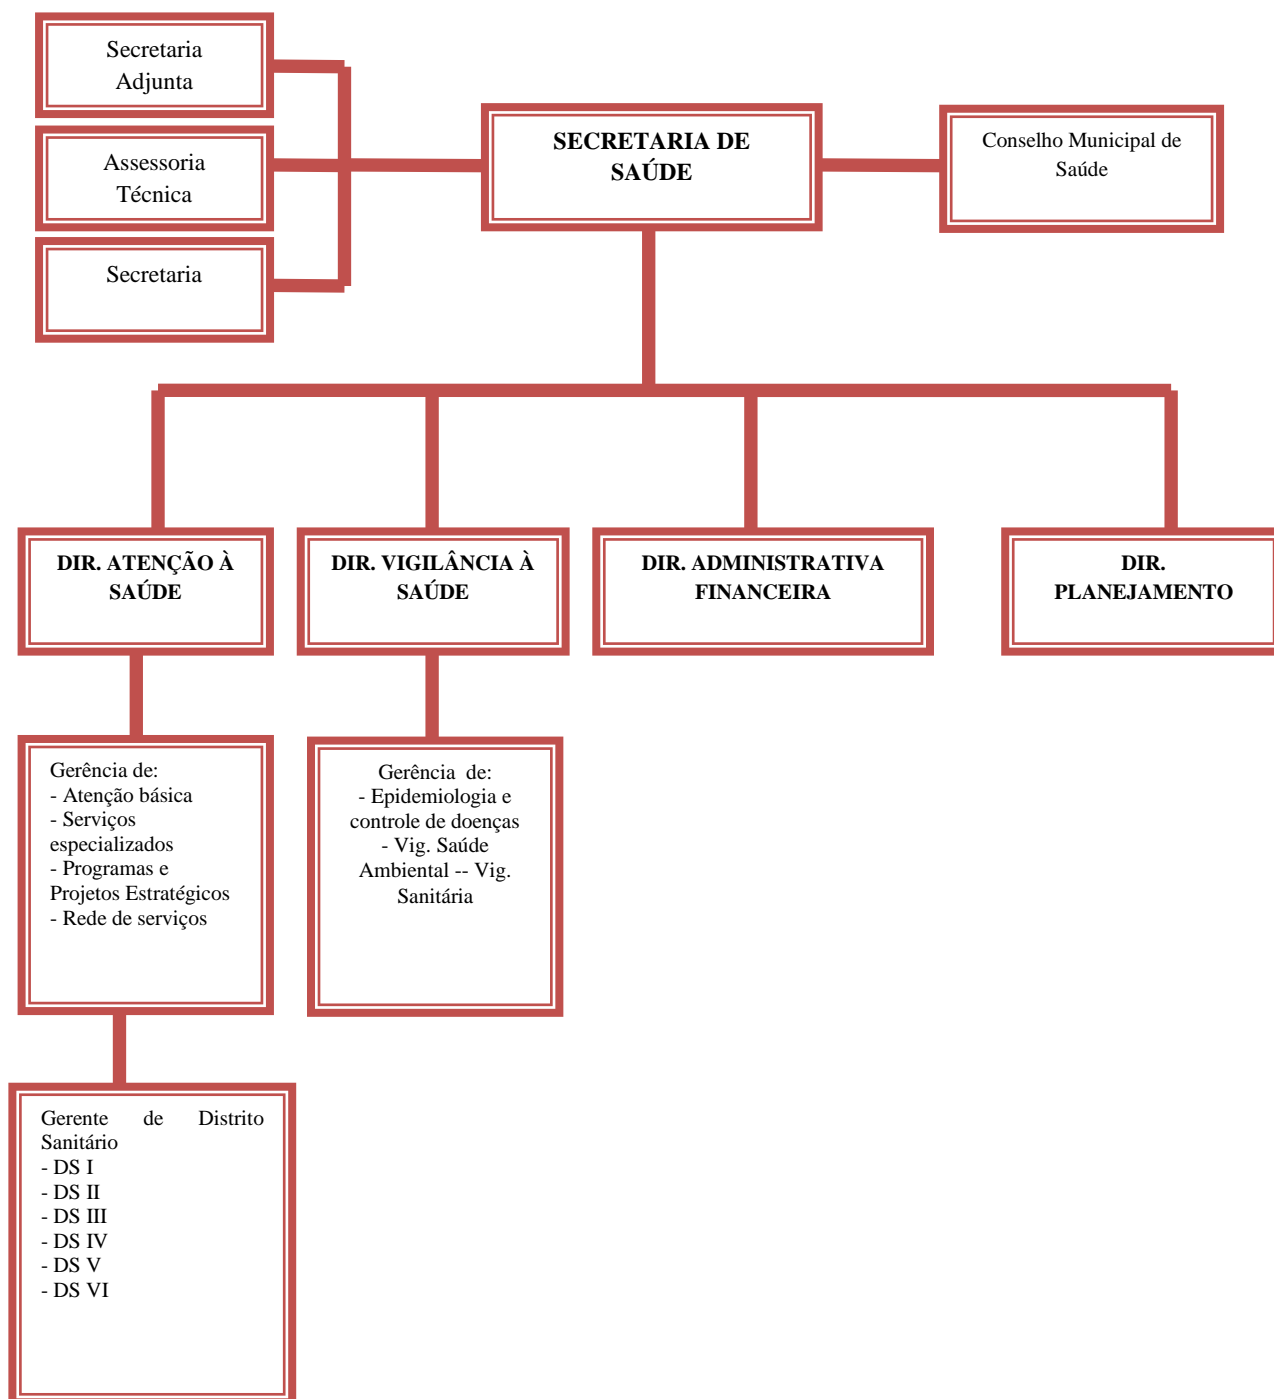 Secretaria
Adjunta
Assessoria
Técnica
Secretaria
SECRETARIA DE
SAÚDE
Conselho Municipal de
Saúde
DIR. ATENÇÃO À
SAÚDE
DIR. VIGILÂNCIA À
SAÚDE
DIR. ADMINISTRATIVA
FINANCEIRA
DIR.
PLANEJAMENTO
Gerência de:
- Atenção básica
- Serviços
especializados
- Programas e
Projetos Estratégicos
- Rede de serviços
Gerência  de:
- Epidemiologia e
controle de doenças
- Vig. Saúde
Ambiental -- Vig.
Sanitária
Gerente de Distrito
Sanitário
- DS I
- DS II
- DS III
- DS IV
- DS V
- DS VI